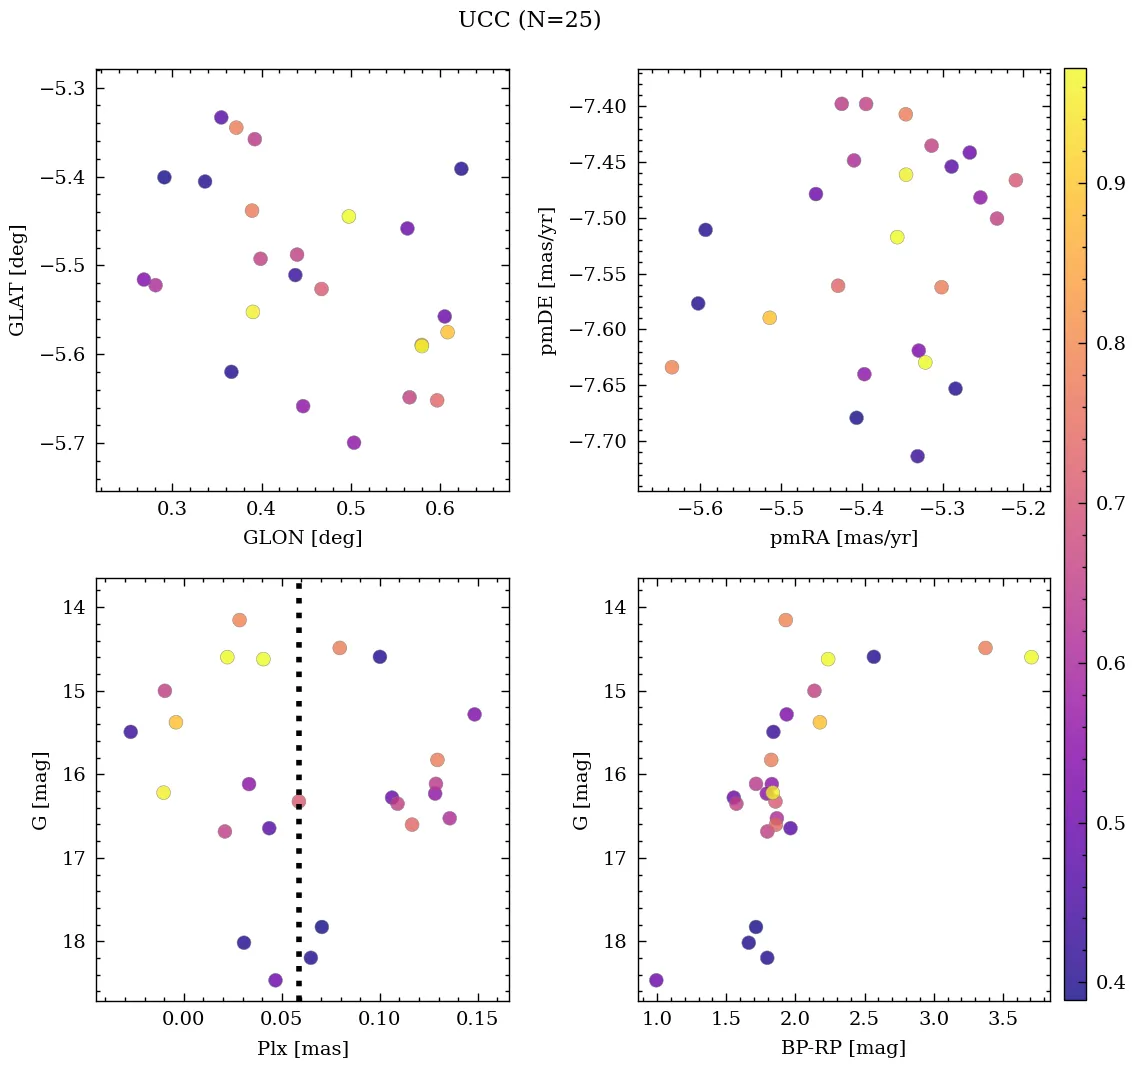 UCC (N=25)
−5.3
−5.4
−5.5
−5.6
−5.7
GLAT [deg]
0.3 0.4 0.5 0.6
GLON [deg]
−7.40
−7.45
−7.50
−7.55
−7.60
−7.65
−7.70
pmDE [mas/yr]
−5.6 −5.5 −5.4 −5.3 −5.2
pmRA [mas/yr]
14
15
16
17
18
G [mag]
0.00 0.05 0.10 0.15
Plx [mas]
14
15
16
17
18
G [mag]
1.0 1.5 2.0 2.5 3.0 3.5
BP-RP [mag]
0.9
0.8
0.7
0.6
0.5
0.4